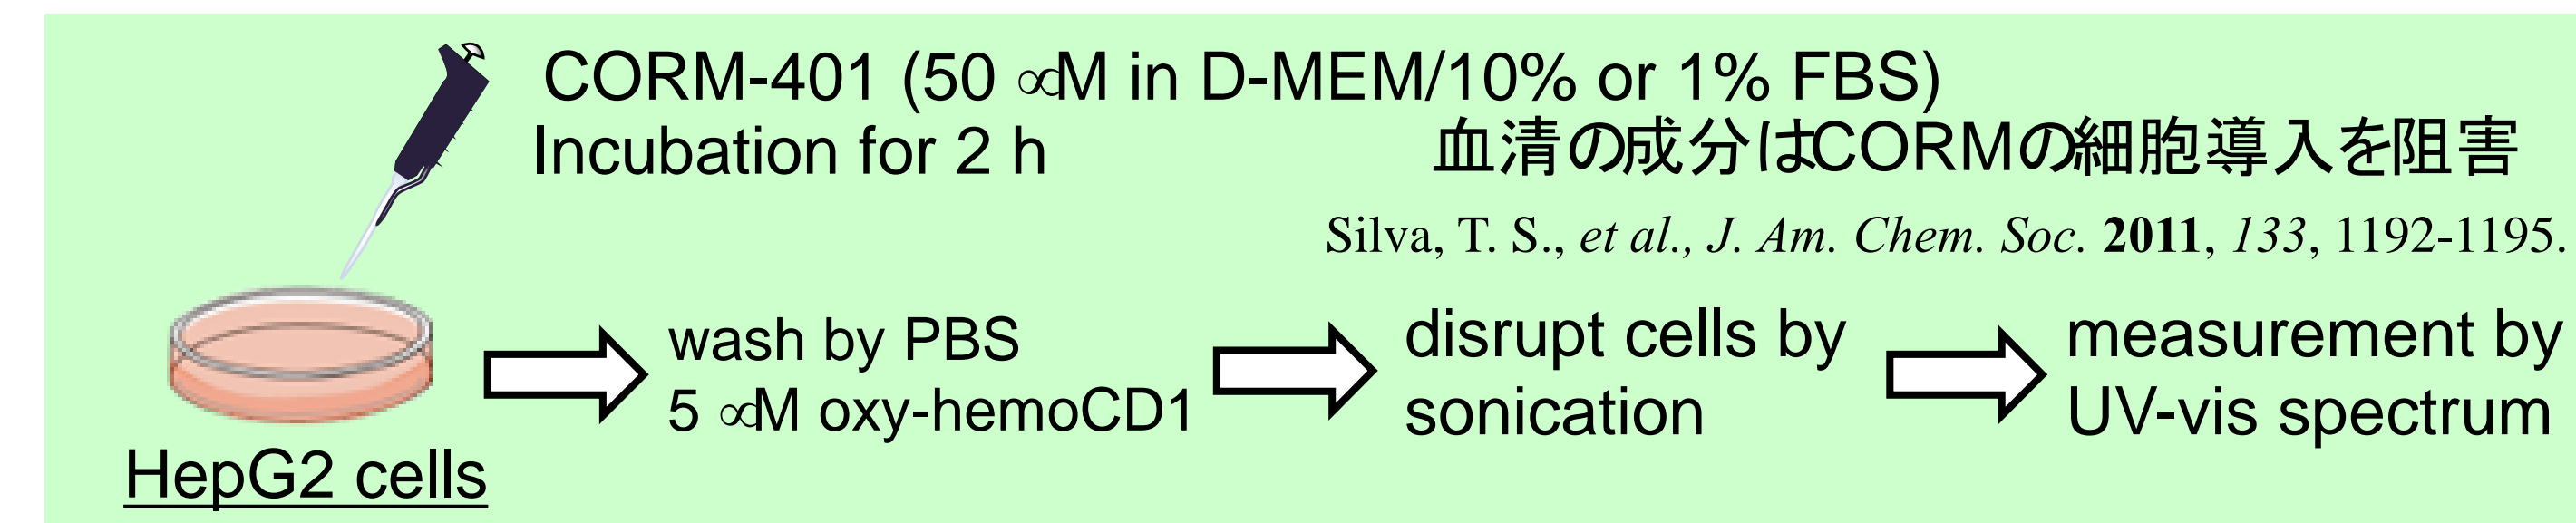 CORM-401 (50 ∝M in D-MEM/10% or 1% FBS)
Incubation for 2 h
血清の成分はCORMの細胞導入を阻害
Silva, T. S., et al., J. Am. Chem. Soc. 2011, 133, 1192-1195.
wash by PBS
5 ∝M oxy-hemoCD1
disrupt cells by
sonication
measurement by
UV-vis spectrum
HepG2 cells